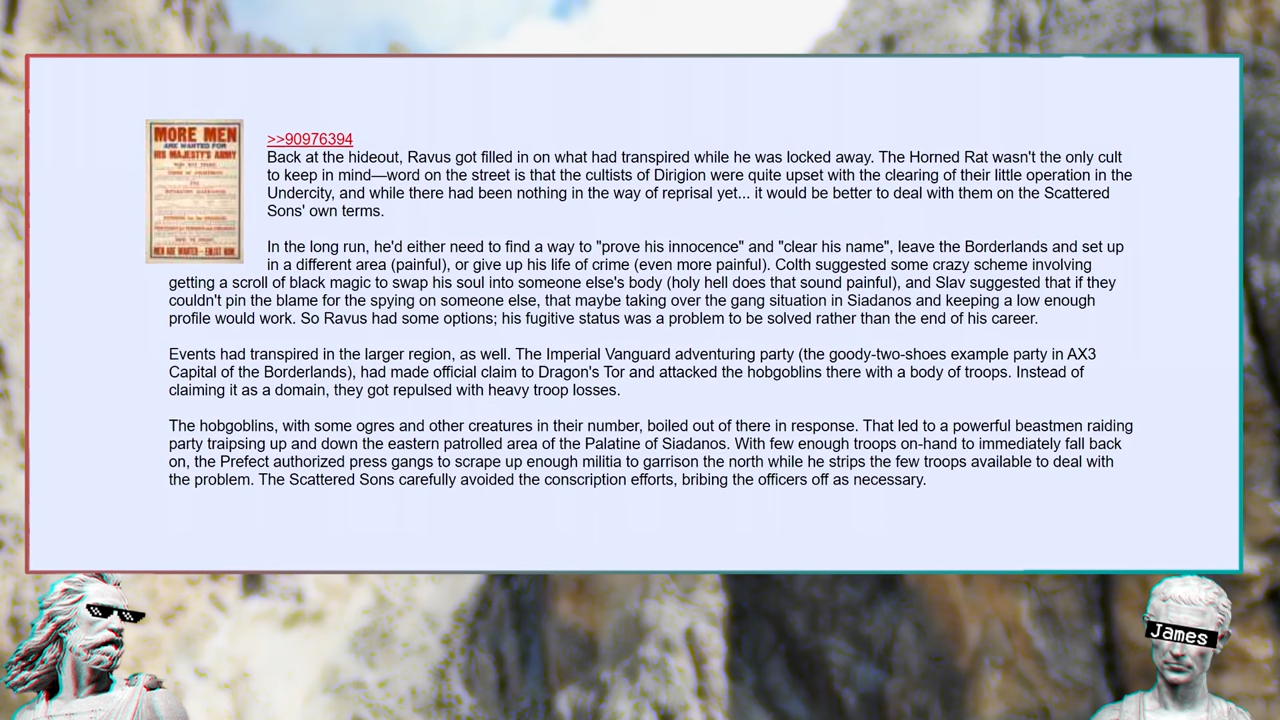 MORE MEN
ARE WANTED FOR
HIS MAJESTY'S ARMY
>>90976394
Back at the hideout, Ravus got filled in on what had transpired while he was locked away. The Horned Rat wasn't the only cult
to keep in mind—word on the street is that the cultists of Dirigion were quite upset with the clearing of their little operation in the
Undercity, and while there had been nothing in the way of reprisal yet... it would be better to deal with them on the Scattered
Sons' own terms.
In the long run, he'd either need to find a way to "prove his innocence" and "clear his name", leave the Borderlands and set up
in a different area (painful), or give up his life of crime (even more painful). Colth suggested some crazy scheme involving
getting a scroll of black magic to swap his soul into someone else's body (holy hell does that sound painful), and Slav suggested that if they
couldn't pin the blame for the spying on someone else, that maybe taking over the gang situation in Siadanos and keeping a low enough
profile would work. So Ravus had some options; his fugitive status was a problem to be solved rather than the end of his career.
Events had transpired in the larger region, as well. The Imperial Vanguard adventuring party (the goody-two-shoes example party in AX3
Capital of the Borderlands), had made official claim to Dragon's Tor and attacked the hobgoblins there with a body of troops. Instead of
claiming it as a domain, they got repulsed with heavy troop losses.
The hobgoblins, with some ogres and other creatures in their number, boiled out of there in response. That led to a powerful beastmen raiding
party traipsing up and down the eastern patrolled area of the Palatine of Siadanos. With few enough troops on-hand to immediately fall back
on, the Prefect authorized press gangs to scrape up enough militia to garrison the north while he strips the few troops available to deal with
the problem. The Scattered Sons carefully avoided the conscription efforts, bribing the officers off as necessary.
James